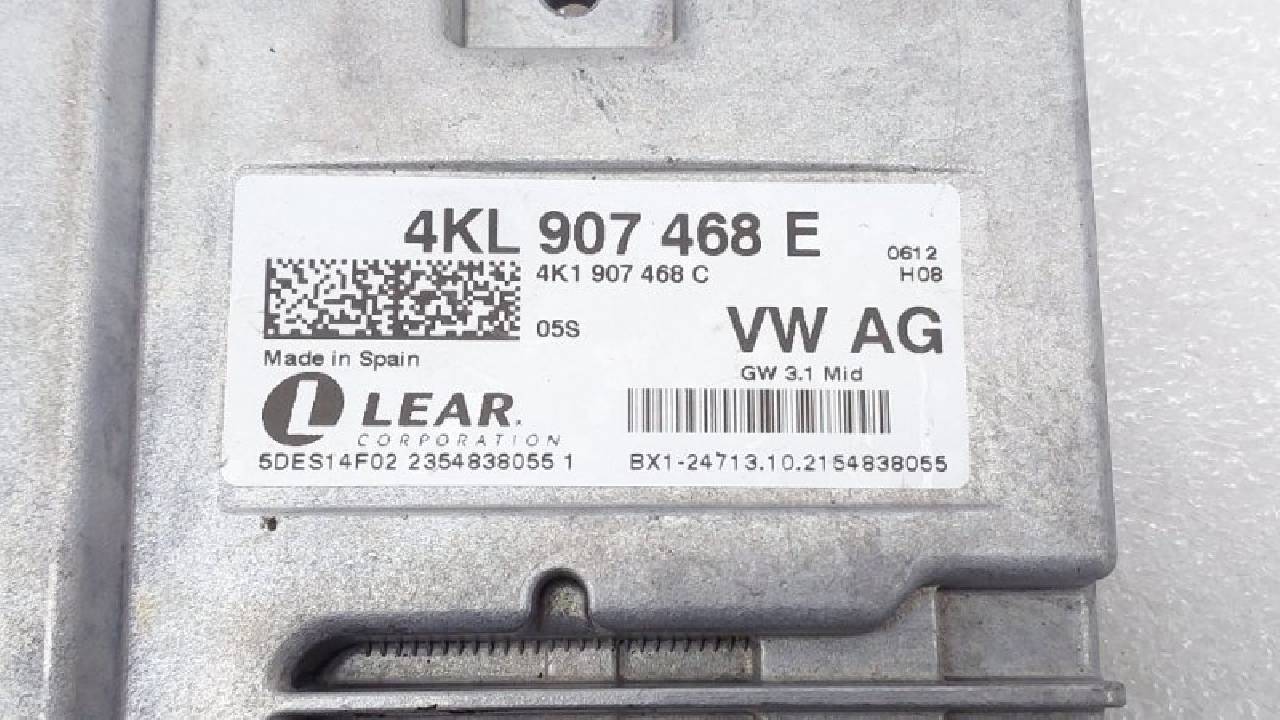 4KL 907 468 E
4K1 907 468 C
0612
H08
05S
VW AG
Made in Spain
GW 3.1 Mid
LEAR
CORPORATION
5DES14F02 2354838055 1
BX1-24713.10.2154838055